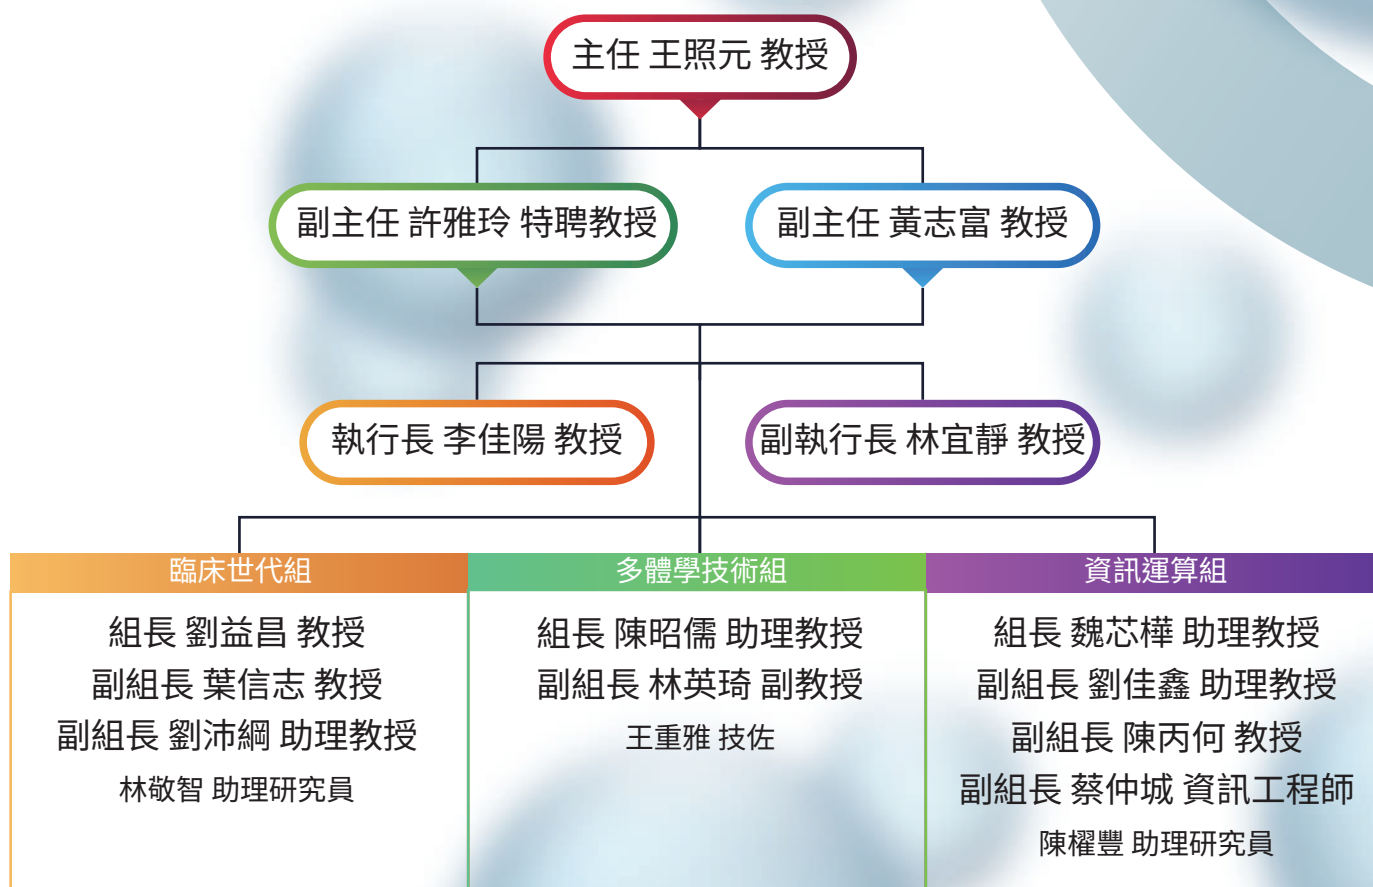 主任 王照元 教授
副主任 許雅玲 特聘教授
副主任 黃志富 教授
執行長 李佳陽 教授
副執行長 林宜靜 教授
臨床世代組
組長 劉益昌 教授
副組長 葉信志 教授
副組長 劉沛綱 助理教授
林敬智 助理研究員
多體學技術組
組長 陳昭儒 助理教授
副組長 林英琦 副教授
王重雅 技佐
資訊運算組
組長 魏芯樺 助理教授
副組長 劉佳鑫 助理教授
副組長 陳丙何 教授
副組長 蔡仲城 資訊工程師
陳櫂豐 助理研究員